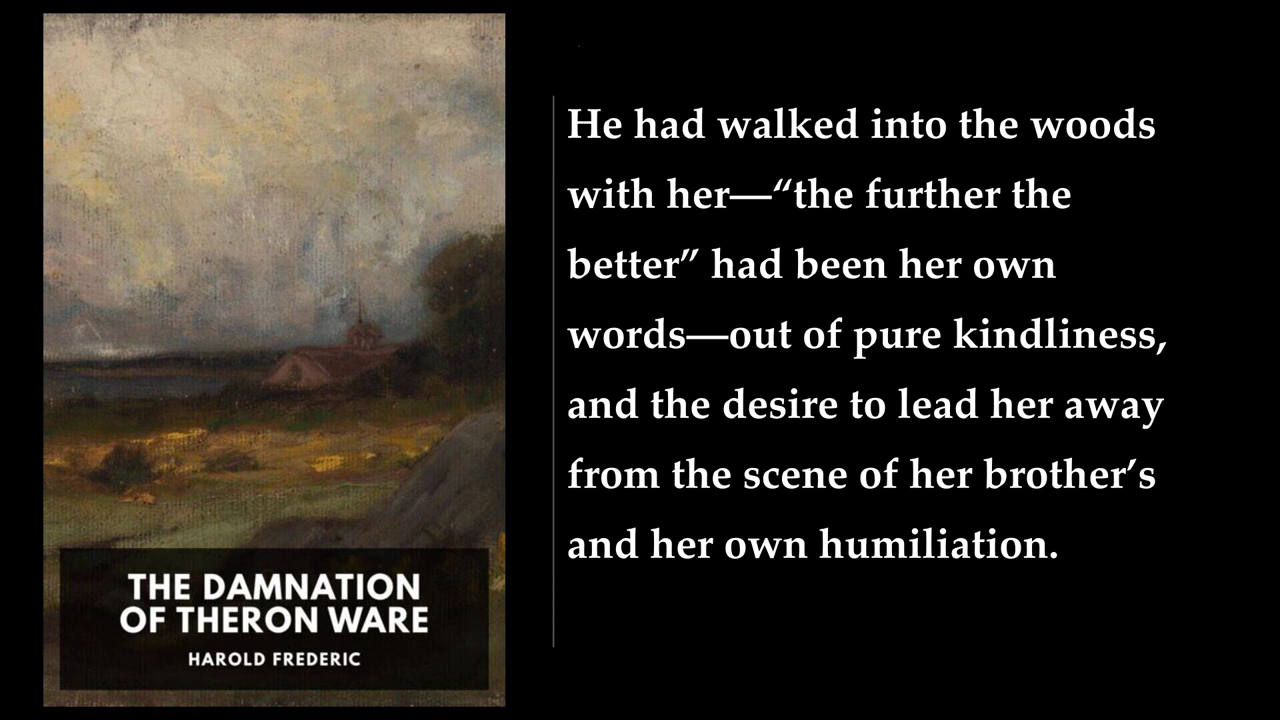 THE DAMNATION
OF THERON WARE
HAROLD FREDERIC
He had walked into the woods
with her—“the further the
better” had been her own
words—out of pure kindliness,
and the desire to lead her away
from the scene of her brother’s
and her own humiliation.